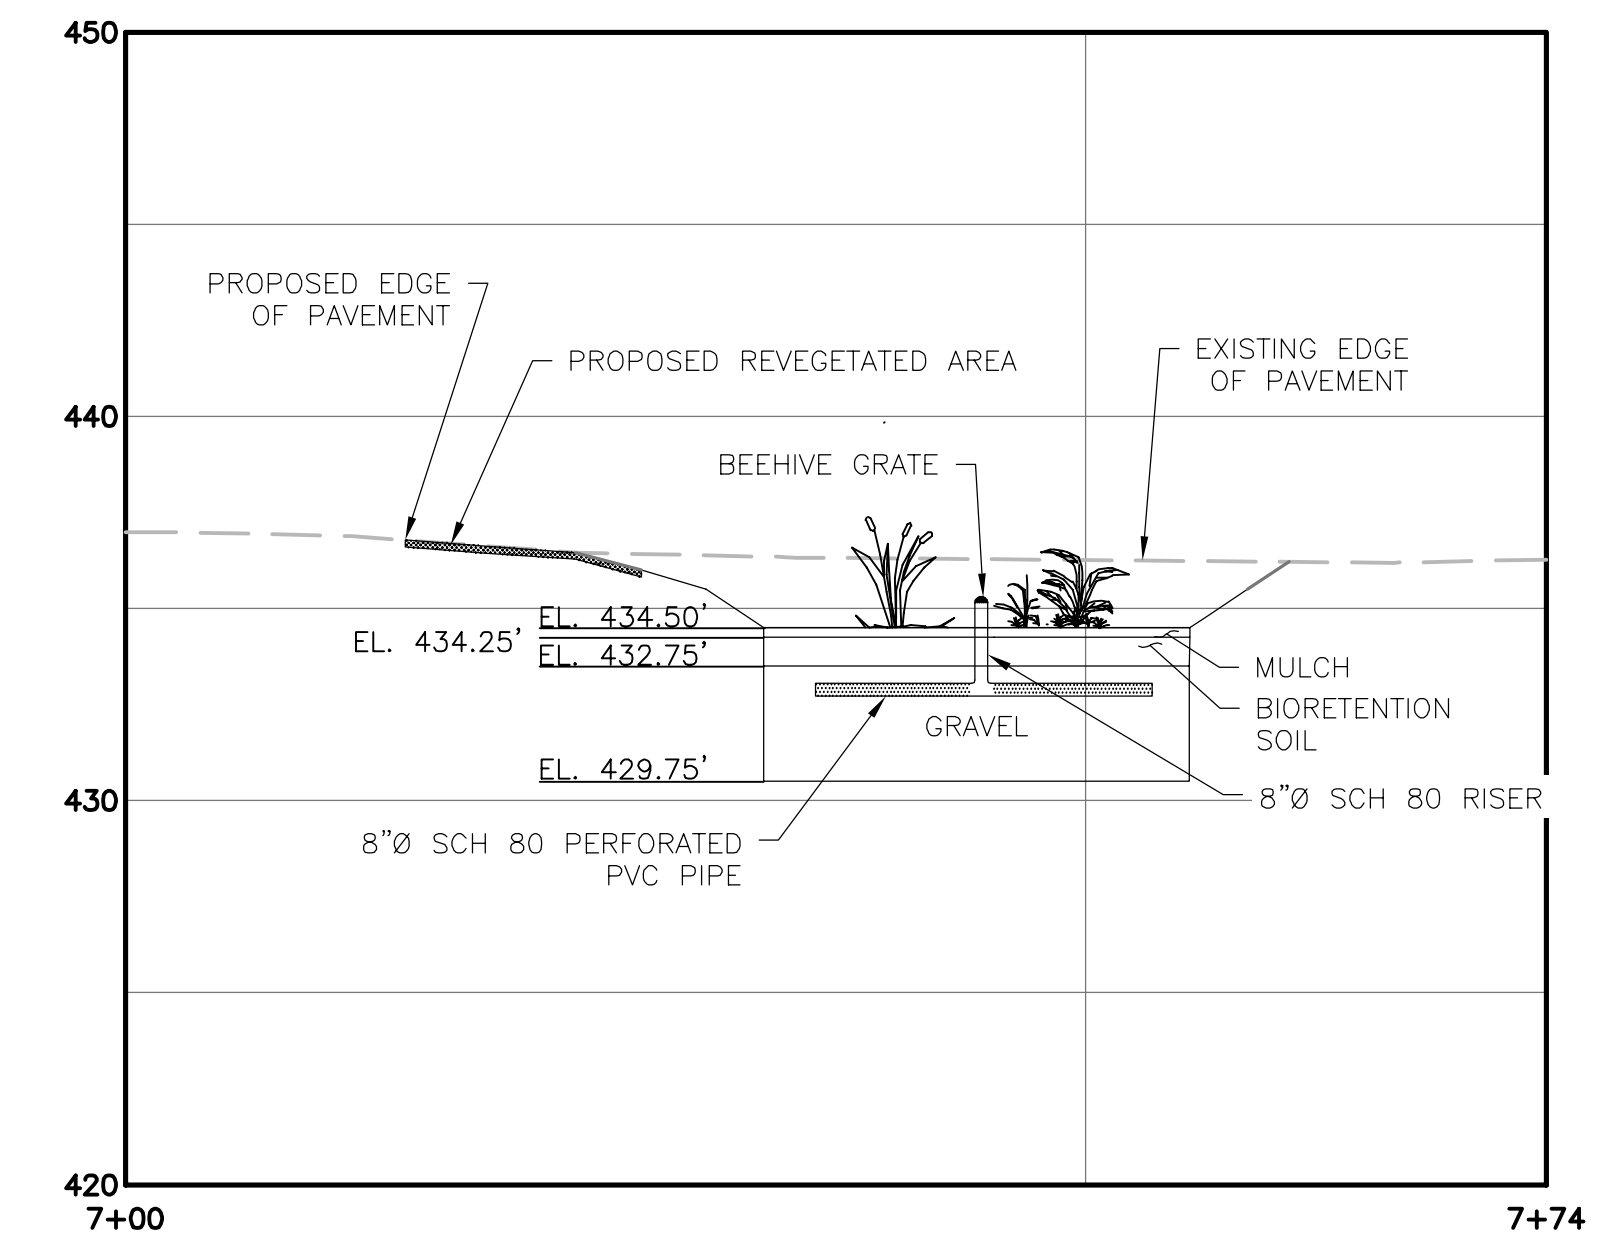 450
PROPOSED EDGE
OF PAVEMENT
EXISTING EDGE
OF PAVEMENT
PROPOSED REVEGETATED AREA
440
BEEHIVE GRATE
EL. 434.50'
EL. 434.25'
EL. 432.75'
MULCH
BIORETENTION
SOIL
GRAVEL
EL. 429.75'
430
8"Ø SCH 80 RISER
8"Ø SCH 80 PERFORATED
PVC PIPE
420
7+00
7+74